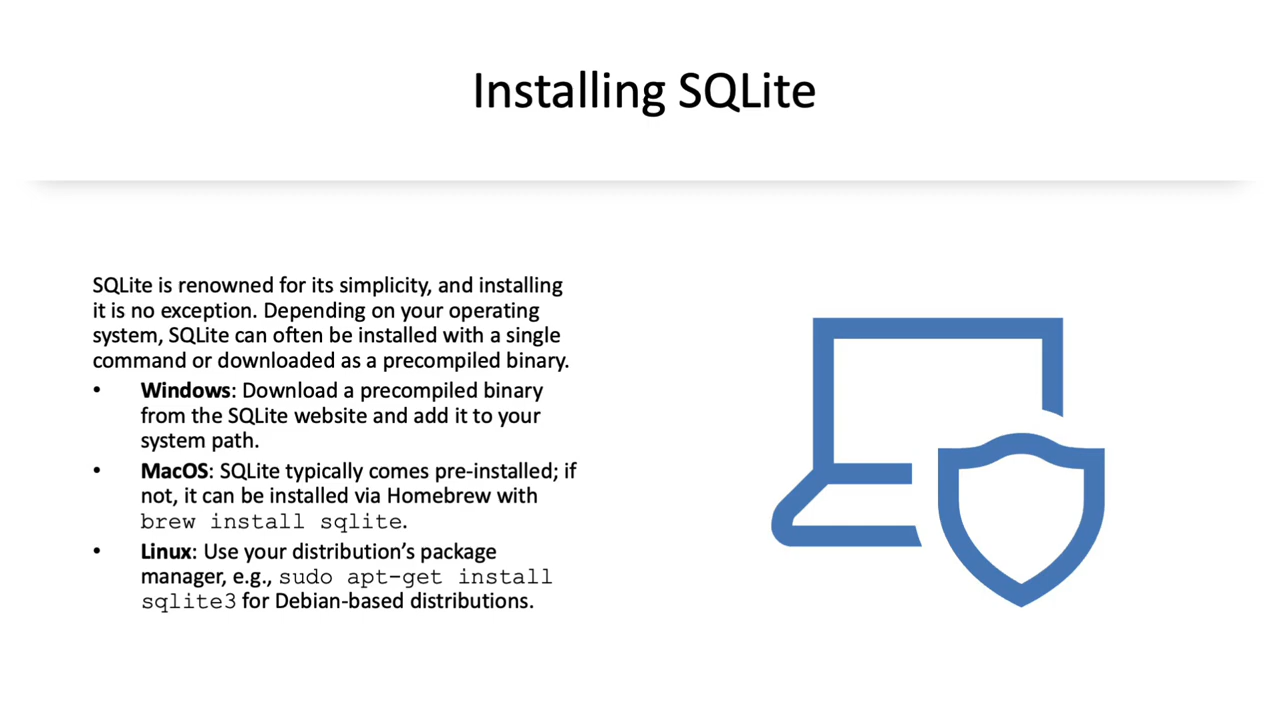 Installing SQLite
SQLite is renowned for its simplicity, and installing
it is no exception. Depending on your operating
system, SQLite can often be installed with a single
command or downloaded as a precompiled binary.
• Windows: Download a precompiled binary
from the SQLite website and add it to your
system path.
• MacOS: SQLite typically comes pre-installed; if
not, it can be installed via Homebrew with
brew install sqlite.
• Linux: Use your distribution’s package
manager, e.g., sudo apt-get install
sqlite3 for Debian-based distributions.